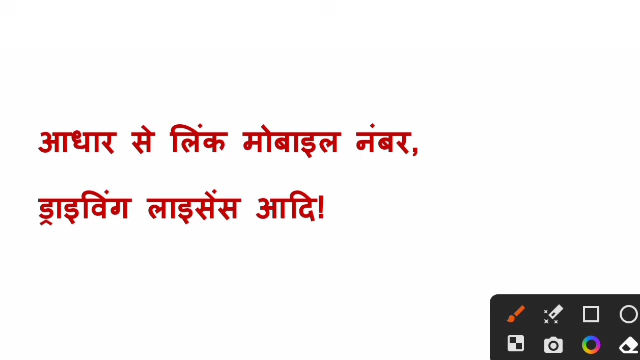 आधार से लिंक मोबाइल नंबर,
ड्राइविंग लाइसेंस आदि!